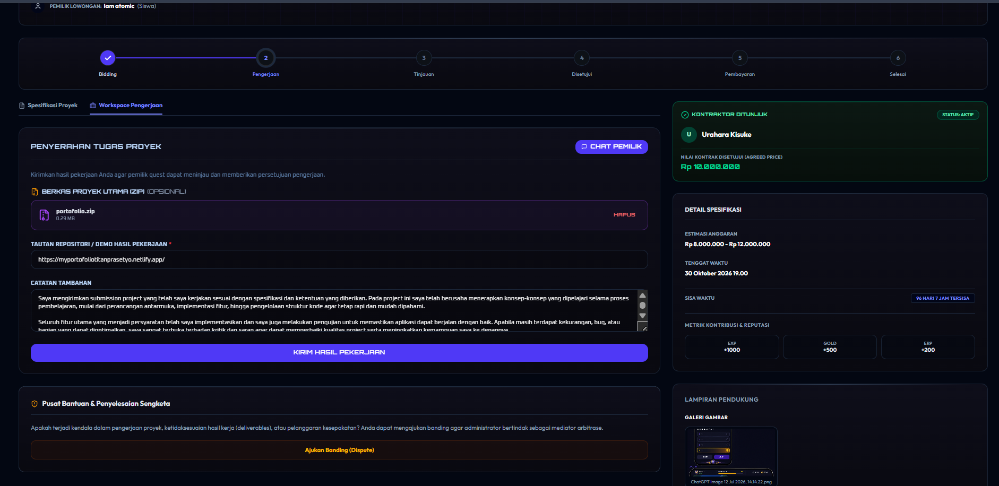 PEMILIK LOWONGAN: Iam atomic (Siswa)
Bidding
2
Pengerjaan
3
Tinjauan
4
Disetujui
5
Pembayaran
6
Selesai
Spesifikasi Proyek
Workspace Pengerjaan
PENYERAHAN TUGAS PROYEK
CHAT PEMILIK
Kirimkan hasil pekerjaan Anda agar pemilik quest dapat meninjau dan memberikan persetujuan pengerjaan.
BERKAS PROYEK UTAMA (ZIP) (OPSIONAL)
portofolio.zip
0.29 MB
HAPUS
TAUTAN REPOSITORI / DEMO HASIL PEKERJAAN *
https://myportofoliotitanprasetyo.netlify.app/
CATATAN TAMBAHAN
Saya mengirimkan submission project yang telah saya kerjakan sesuai dengan spesifikasi dan ketentuan yang diberikan. Pada project ini saya telah berusaha menerapkan konsep-konsep yang dipelajari selama proses
pembelajaran, mulai dari perancangan antarmuka, implementasi fitur, hingga pengelolaan struktur kode agar tetap rapi dan mudah dipahami.
Seluruh fitur utama yang menjadi persyaratan telah saya implementasikan dan saya juga melakukan pengujian untuk memastikan aplikasi dapat berjalan dengan baik. Apabila masih terdapat kekurangan, bug, atau
bagian yang dapat dioptimalkan, saya sangat terbuka terhadap kritik dan saran agar dapat memperbaiki kualitas project serta meningkatkan kemampuan saya ke depannya.
KIRIM HASIL PEKERJAAN
Pusat Bantuan & Penyelesaian Sengketa
Apakah terjadi kendala dalam pengerjaan proyek, ketidaksesuaian hasil kerja (deliverables), atau pelanggaran kesepakatan? Anda dapat mengajukan banding agar administrator bertindak sebagai mediator arbitrase.
Ajukan Banding (Dispute)
KONTRAKTOR DITUNJUK
STATUS: AKTIF
U
Urahara Kisuke
NILAI KONTRAK DISETUJUI (AGREED PRICE)
Rp 10.000.000
DETAIL SPESIFIKASI
ESTIMASI ANGGARAN
Rp 8.000.000 - Rp 12.000.000
TENGGAT WAKTU
30 Oktober 2026 19.00
SISA WAKTU
96 HARI 7 JAM TERSISA
METRIK KONTRIBUSI & REPUTASI
EXP
+1000
GOLD
+500
ERP
+200
LAMPIRAN PENDUKUNG
GALERI GAMBAR
ChatGPT Image 12 Jul 2026, 14.14.22.png